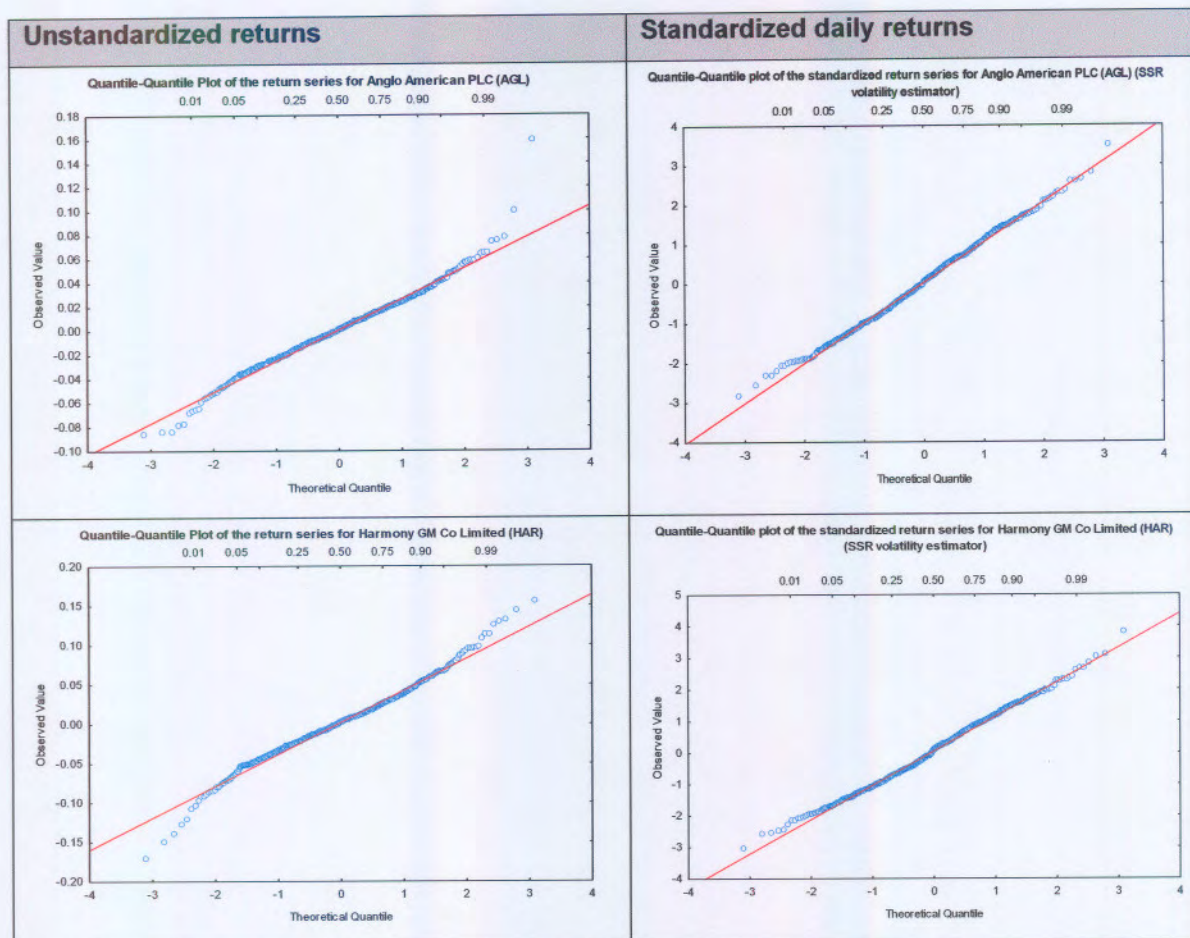 Unstandardized returns
Standardized daily returns
Quantile-Quantile Plot of the return series for Anglo American PLC (AGL)
0.01 0.05 0.25 0.50 0.75 0.90 0.99
0.18
0.16
0.14
0.12
0.10
0.08
0.06
0.04
0.02
0.00
-0.02
-0.04
-0.06
-0.08
-0.10
Observed Value
-4 -3 -2 -1 0 1 2 3 4
Theoretical Quantile
Quantile-Quantile plot of the standardized return series for Anglo American PLC (AGL) (SSR
volatility estimator)
0.01 0.05 0.25 0.50 0.75 0.90 0.99
4
3
2
1
0
-1
-2
-3
-4
Observed Value
-4 -3 -2 -1 0 1 2 3 4
Theoretical Quantile
Quantile-Quantile Plot of the return series for Harmony GM Co Limited (HAR)
0.01 0.05 0.25 0.50 0.75 0.90 0.99
0.20
0.15
0.10
0.05
0.00
-0.05
-0.10
-0.15
-0.20
Observed Value
-4 -3 -2 -1 0 1 2 3 4
Theoretical Quantile
Quantile-Quantile plot of the standardized return series for Harmony GM Co Limited (HAR)
(SSR volatility estimator)
0.01 0.05 0.25 0.50 0.75 0.90 0.99
5
4
3
2
1
0
-1
-2
-3
-4
Observed Value
-4 -3 -2 -1 0 1 2 3 4
Theoretical Quantile